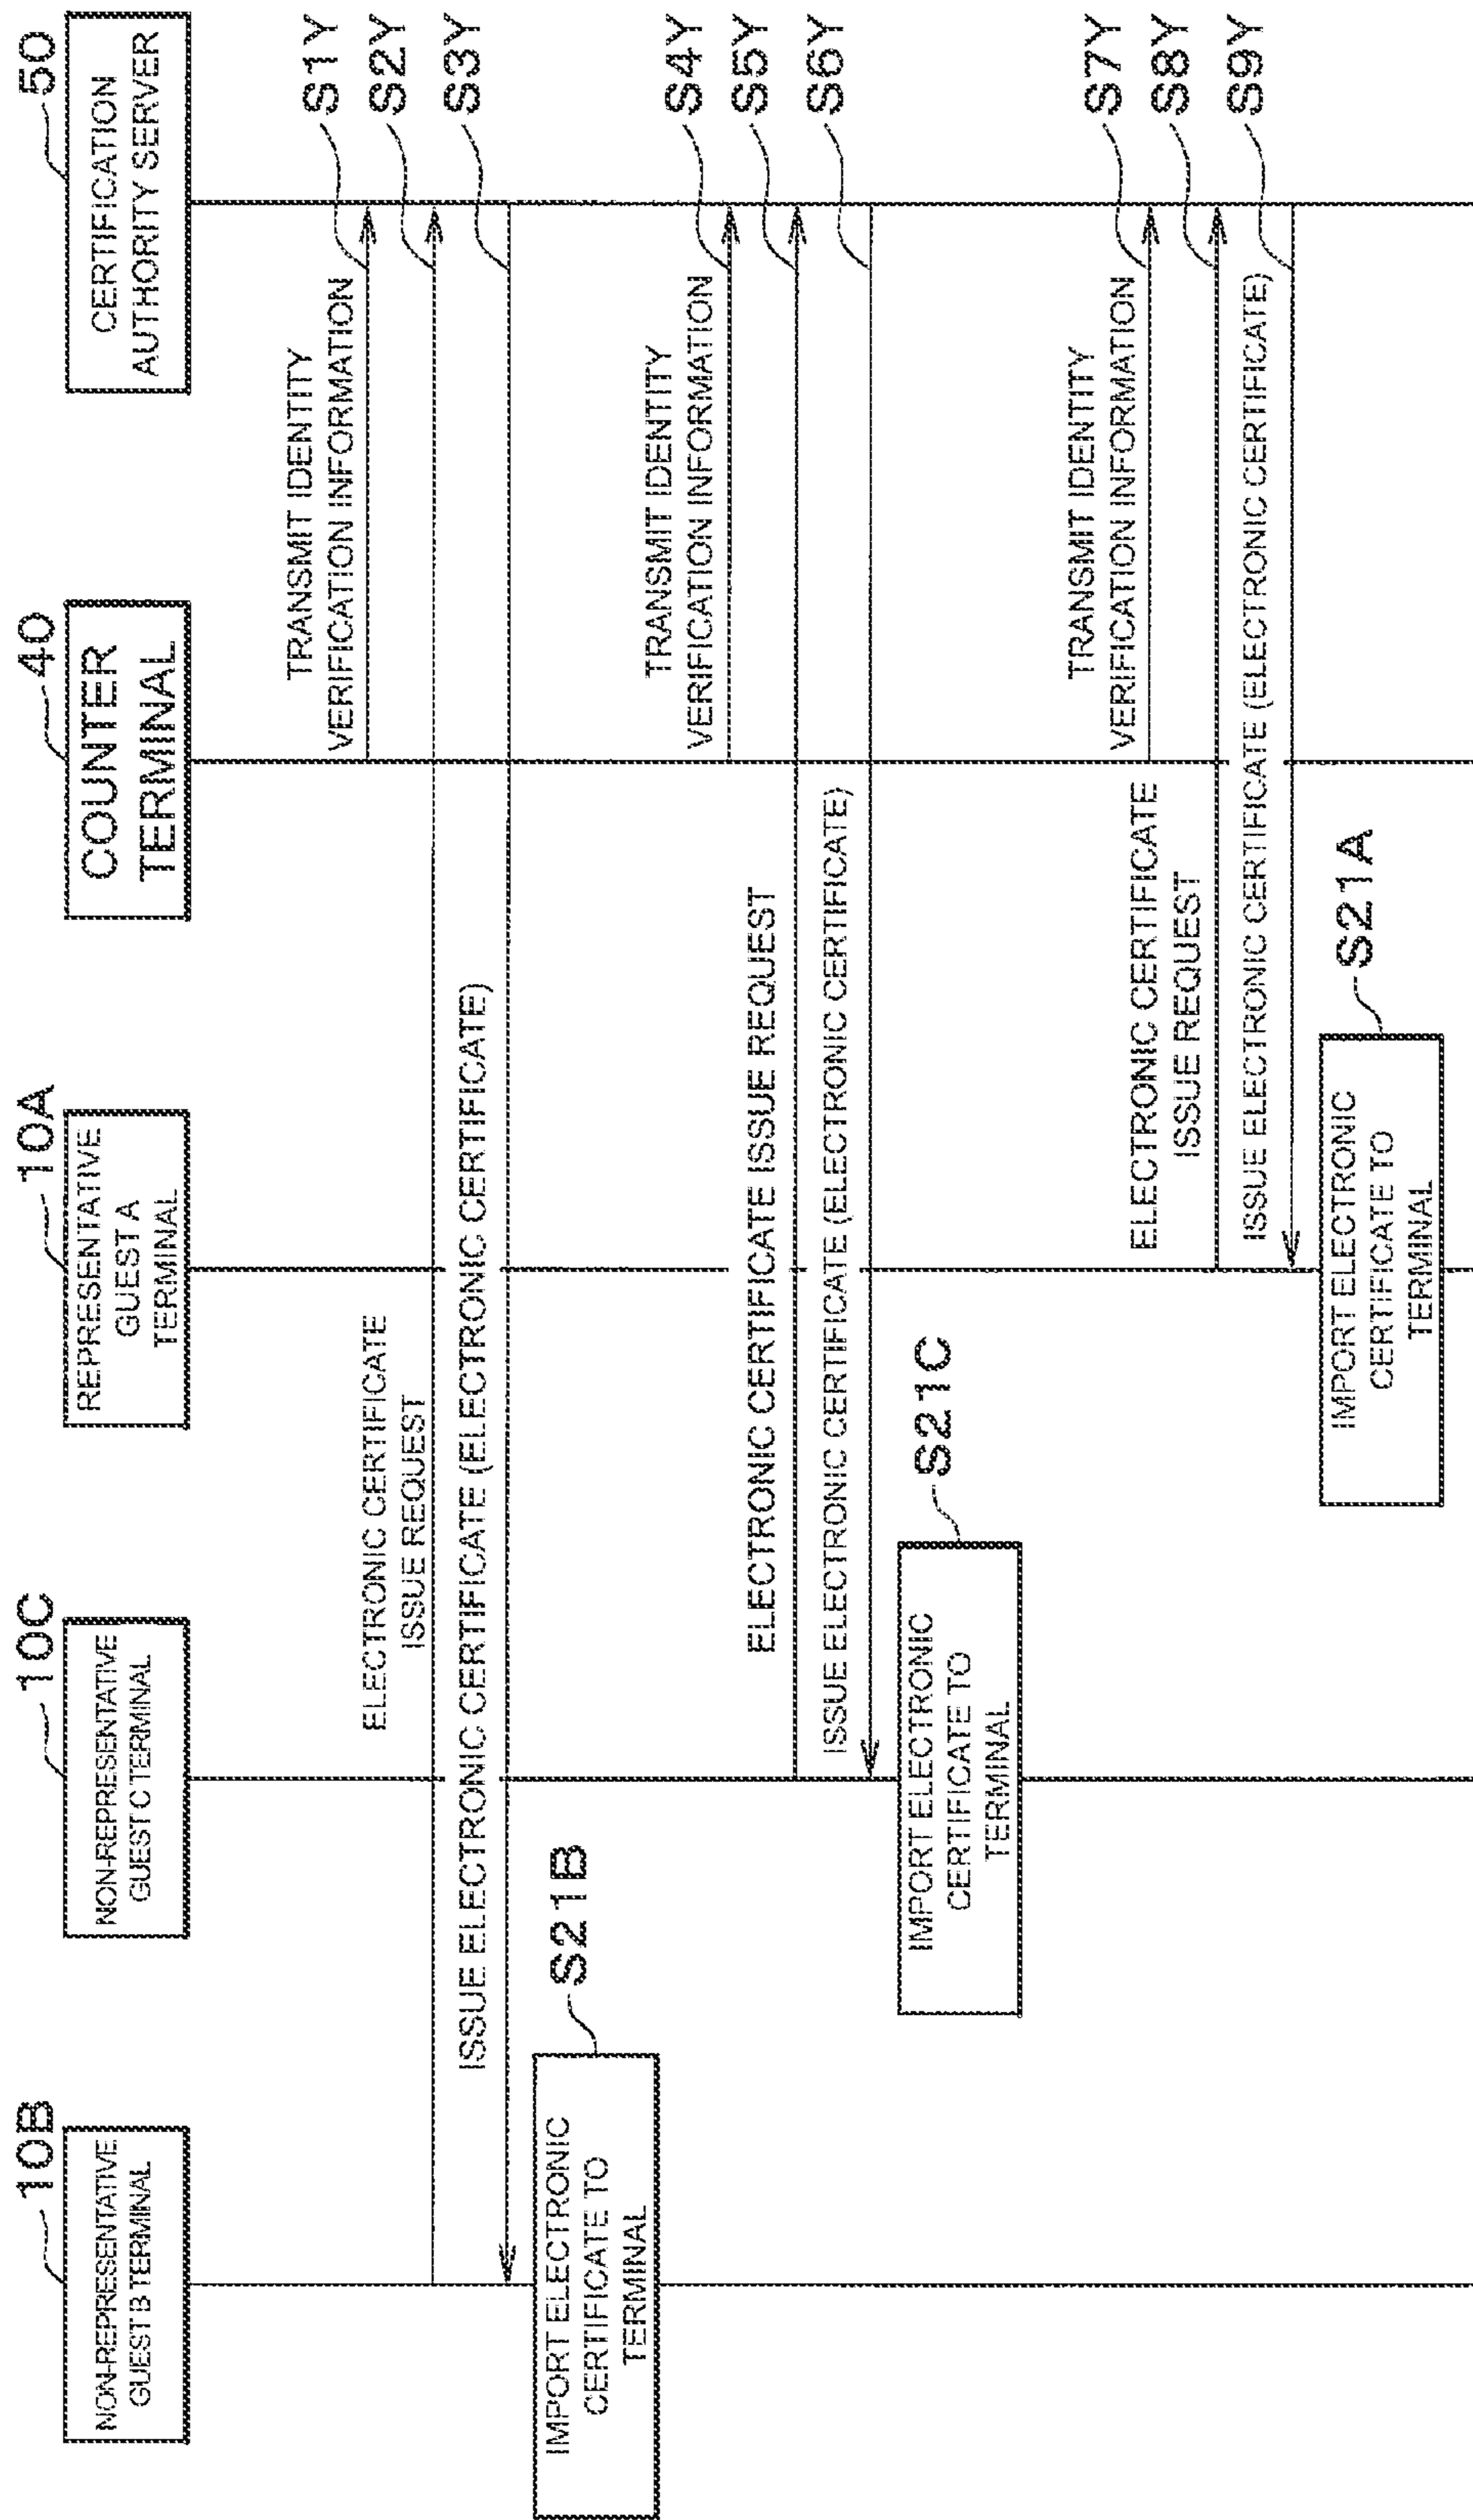 10B
NON-REPRESENTATIVE
GUEST B TERMINAL
10C
NON-REPRESENTATIVE
GUEST C TERMINAL
10A
REPRESENTATIVE
GUEST A
TERMINAL
40
COUNTER
TERMINAL
50
CERTIFICATION
AUTHORITY SERVER
TRANSMIT IDENTITY
VERIFICATION INFORMATION
S1Y
ELECTRONIC CERTIFICATE
ISSUE REQUEST
S2Y
ISSUE ELECTRONIC CERTIFICATE (ELECTRONIC CERTIFICATE)
S3Y
IMPORT ELECTRONIC
CERTIFICATE TO
TERMINAL
S21B
TRANSMIT IDENTITY
VERIFICATION INFORMATION
S4Y
ELECTRONIC CERTIFICATE ISSUE REQUEST
S5Y
ISSUE ELECTRONIC CERTIFICATE (ELECTRONIC CERTIFICATE)
S6Y
IMPORT ELECTRONIC
CERTIFICATE TO
TERMINAL
S21C
TRANSMIT IDENTITY
VERIFICATION INFORMATION
S7Y
ELECTRONIC CERTIFICATE
ISSUE REQUEST
S8Y
ISSUE ELECTRONIC CERTIFICATE (ELECTRONIC CERTIFICATE)
S9Y
IMPORT ELECTRONIC
CERTIFICATE TO
TERMINAL
S21A